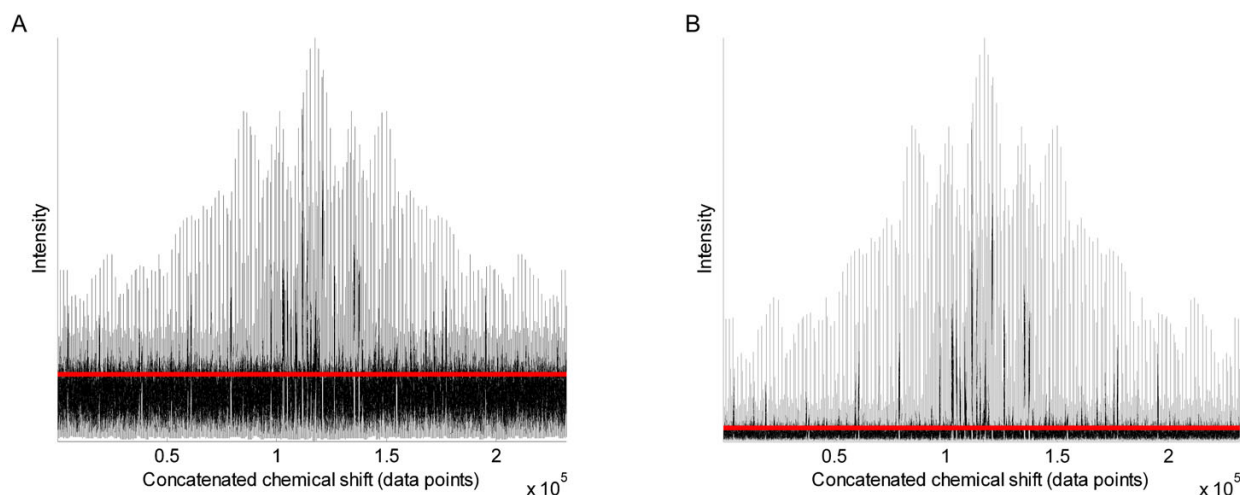 A
B
Intensity
Intensity
0.5 1 1.5 2
0.5 1 1.5 2
Concatenated chemical shift (data points)
x 10^5
Concatenated chemical shift (data points)
x 10^5